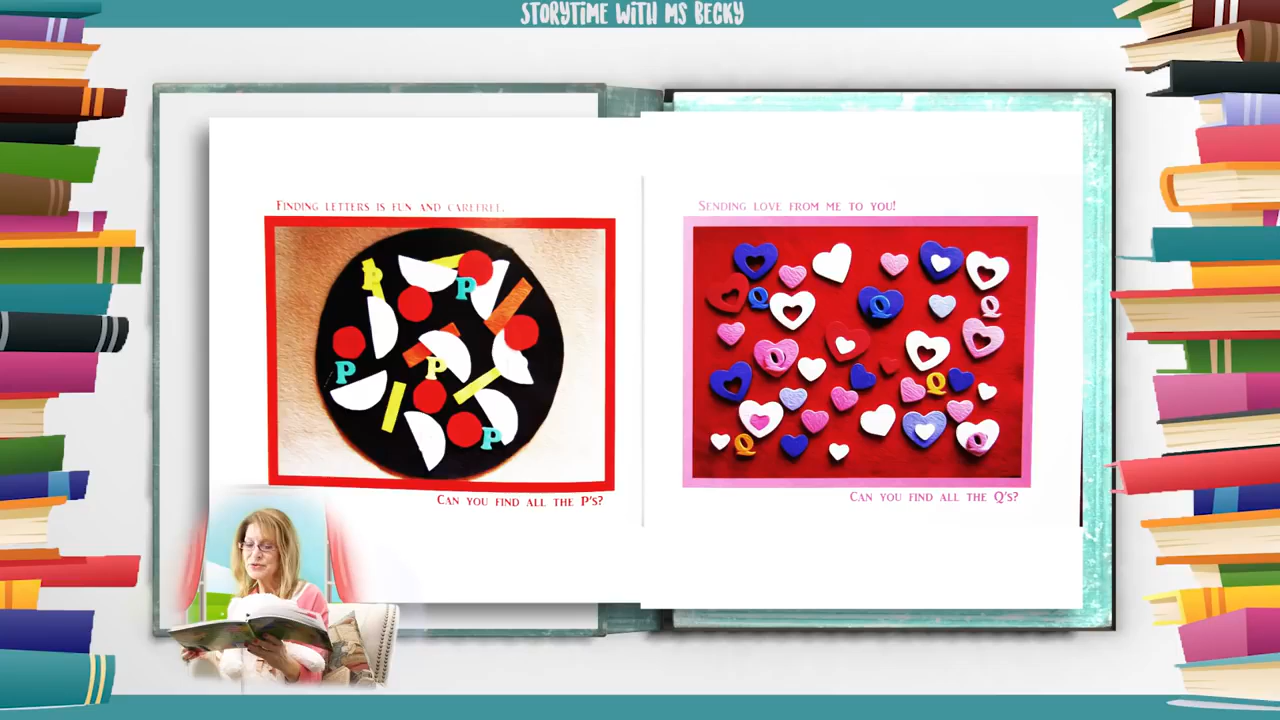 STORYTIME WITH MS BECKY
FINDING LETTERS IS FUN AND CAREFREE.
SENDING LOVE FROM ME TO YOU!
P
P
P
P
P
Q
Q
Q
Q
Q
Q
Q
CAN YOU FIND ALL THE P'S?
CAN YOU FIND ALL THE Q'S?